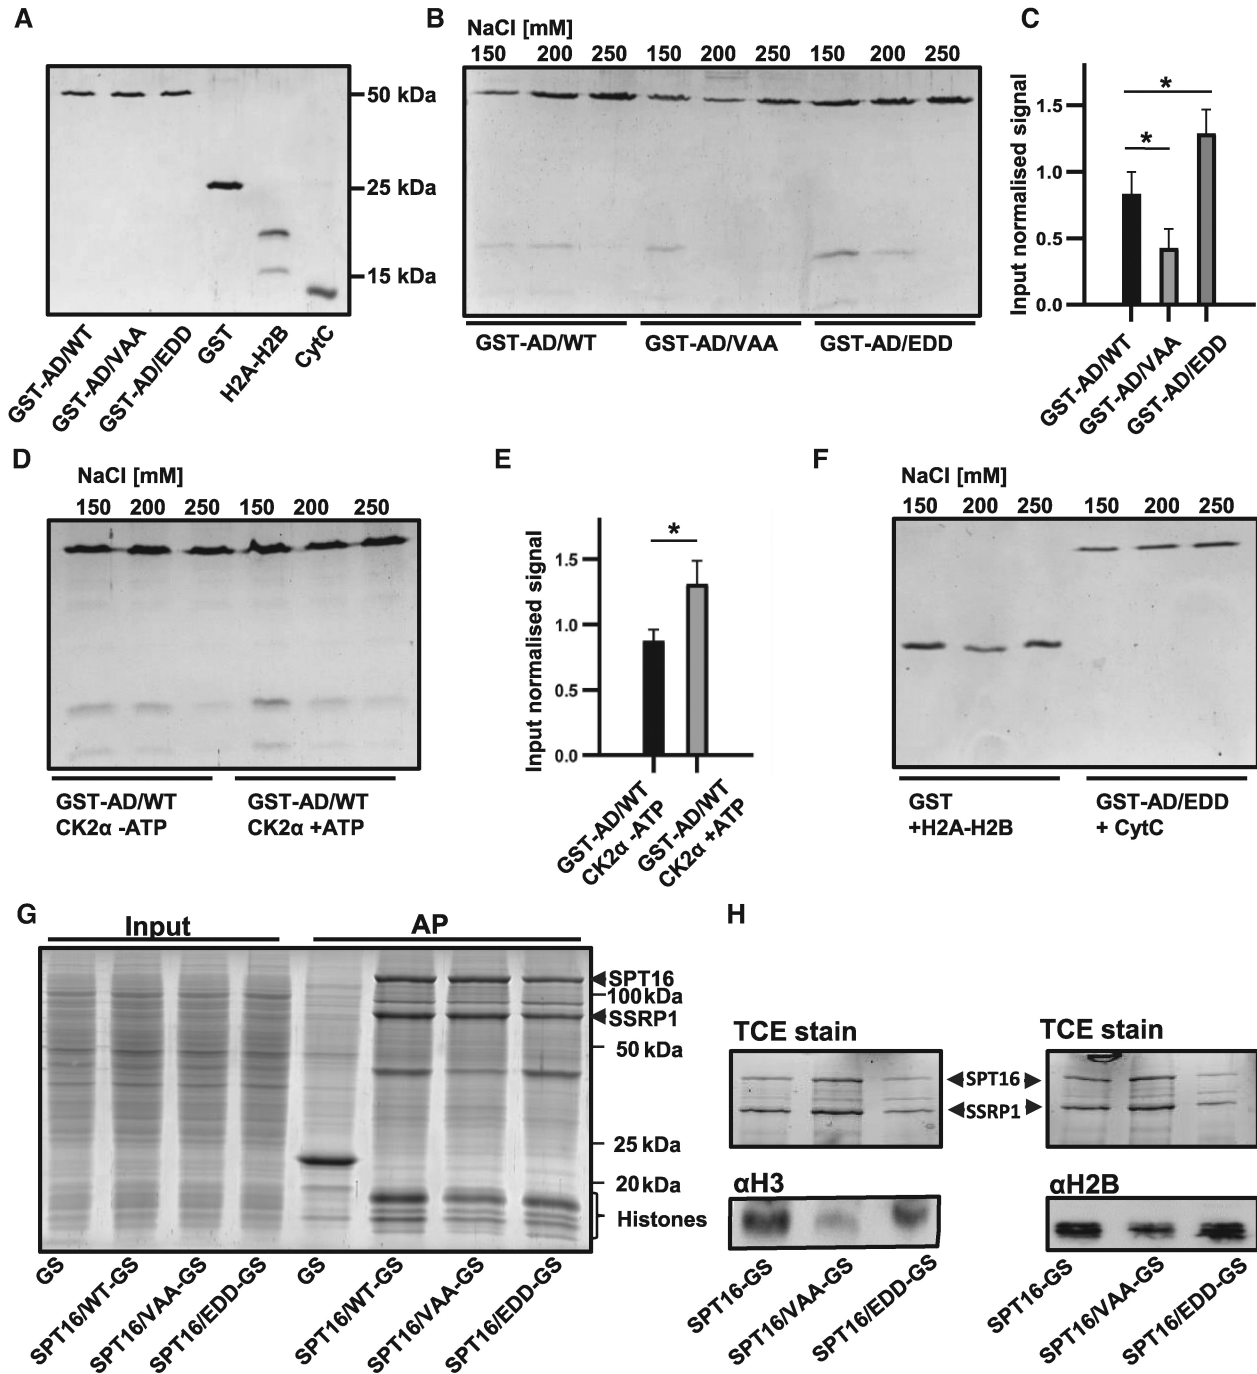 A
50 kDa
25 kDa
15 kDa
GST-AD/WT
GST-AD/VAA
GST-AD/EDD
GST
H2A-H2B
CytC
B
NaCl [mM]
150 200 250 150 200 250 150 200 250
GST-AD/WT GST-AD/VAA GST-AD/EDD
C
Input normalised signal
1.5
1.0
0.5
0.0
*
*
GST-AD/WT
GST-AD/VAA
GST-AD/EDD
D
NaCl [mM]
150 200 250 150 200 250
GST-AD/WT
CK2α -ATP
GST-AD/WT
CK2α +ATP
E
Input normalised signal
1.5
1.0
0.5
0.0
*
GST-AD/WT
CK2α -ATP
GST-AD/WT
CK2α +ATP
F
NaCl [mM]
150 200 250 150 200 250
GST
+H2A-H2B
GST-AD/EDD
+ CytC
G
Input AP
SPT16
100kDa
SSRP1
50 kDa
25 kDa
20kDa
Histones
GS
SPT16/WT-GS
SPT16/VAA-GS
SPT16/EDD-GS
GS
SPT16/WT-GS
SPT16/VAA-GS
SPT16/EDD-GS
H
TCE stain TCE stain
SPT16
SSRP1
αH3 αH2B
SPT16-GS
SPT16/VAA-GS
SPT16/EDD-GS
SPT16-GS
SPT16/VAA-GS
SPT16/EDD-GS